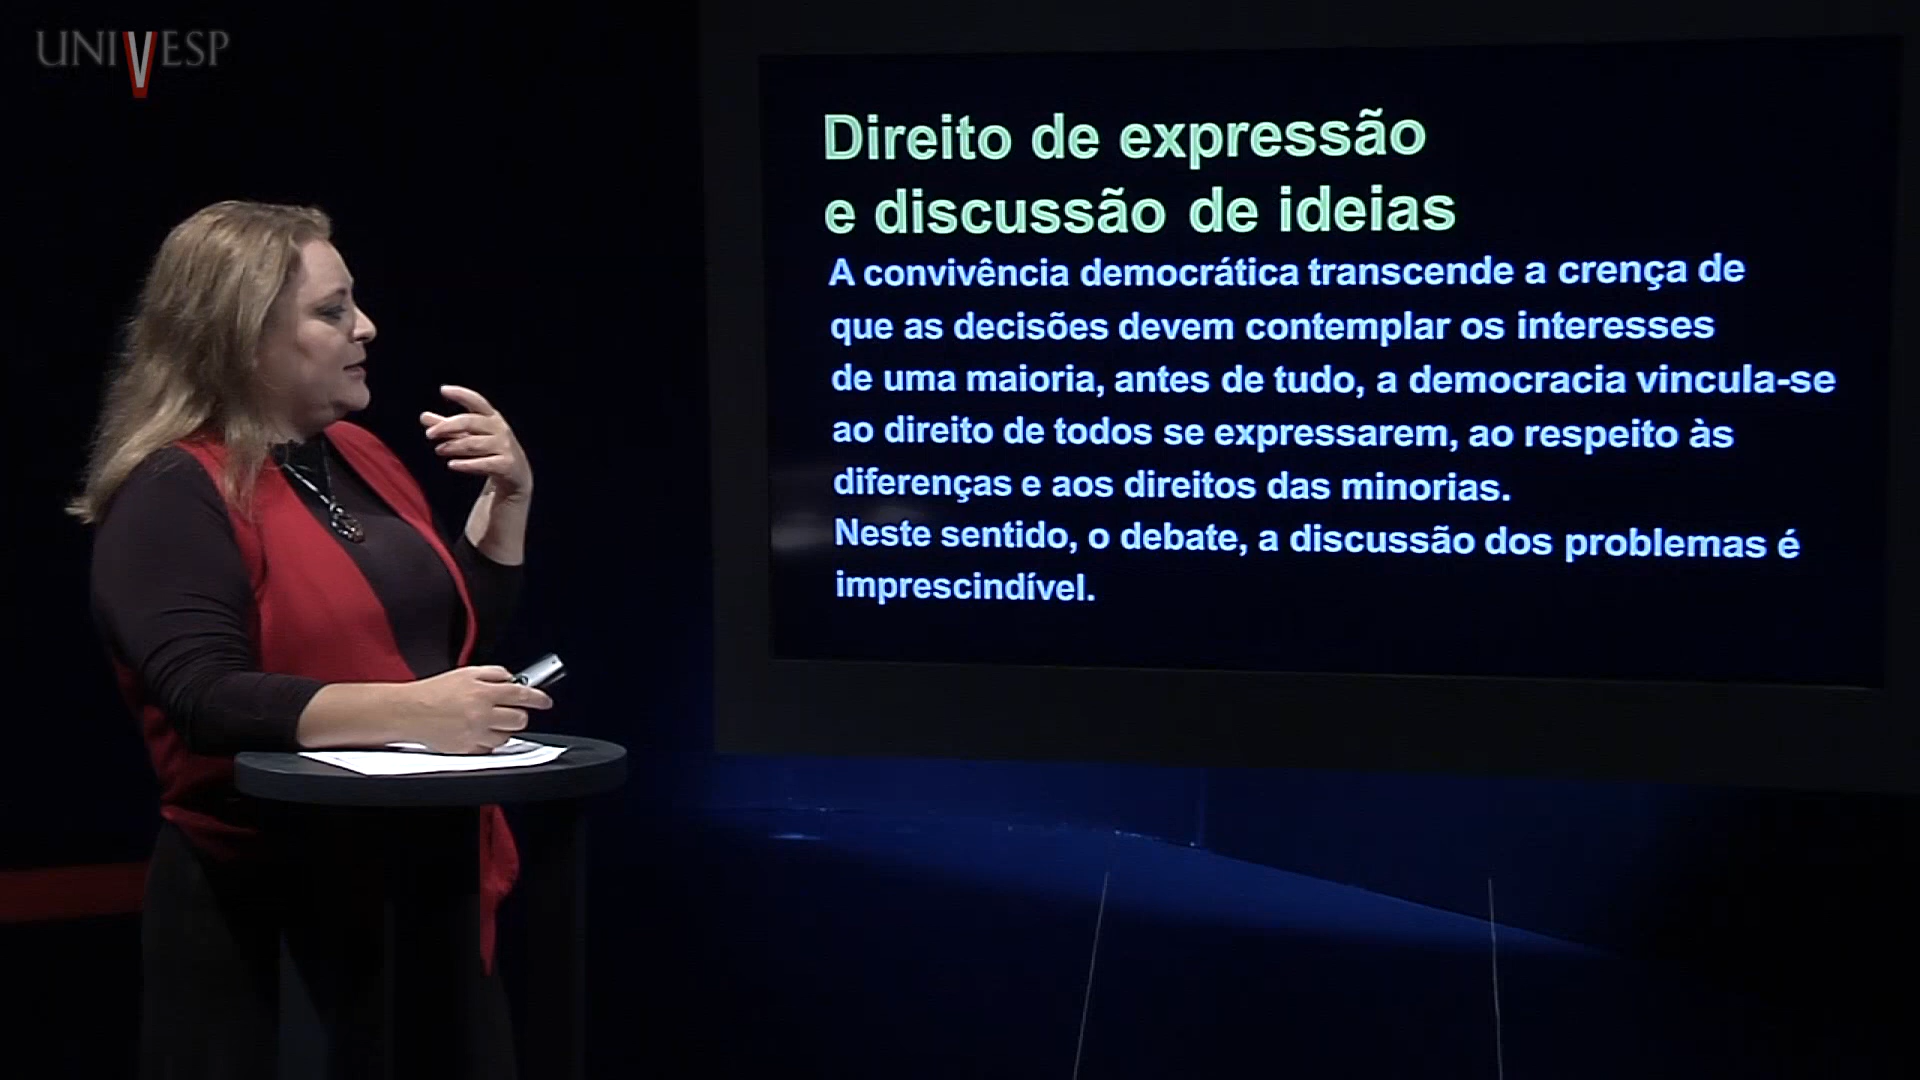 UNIVESP
Direito de expressão
e discussão de ideias
A convivência democrática transcende a crença de
que as decisões devem contemplar os interesses
de uma maioria, antes de tudo, a democracia vincula-se
ao direito de todos se expressarem, ao respeito às
diferenças e aos direitos das minorias.
Neste sentido, o debate, a discussão dos problemas é
imprescindível.